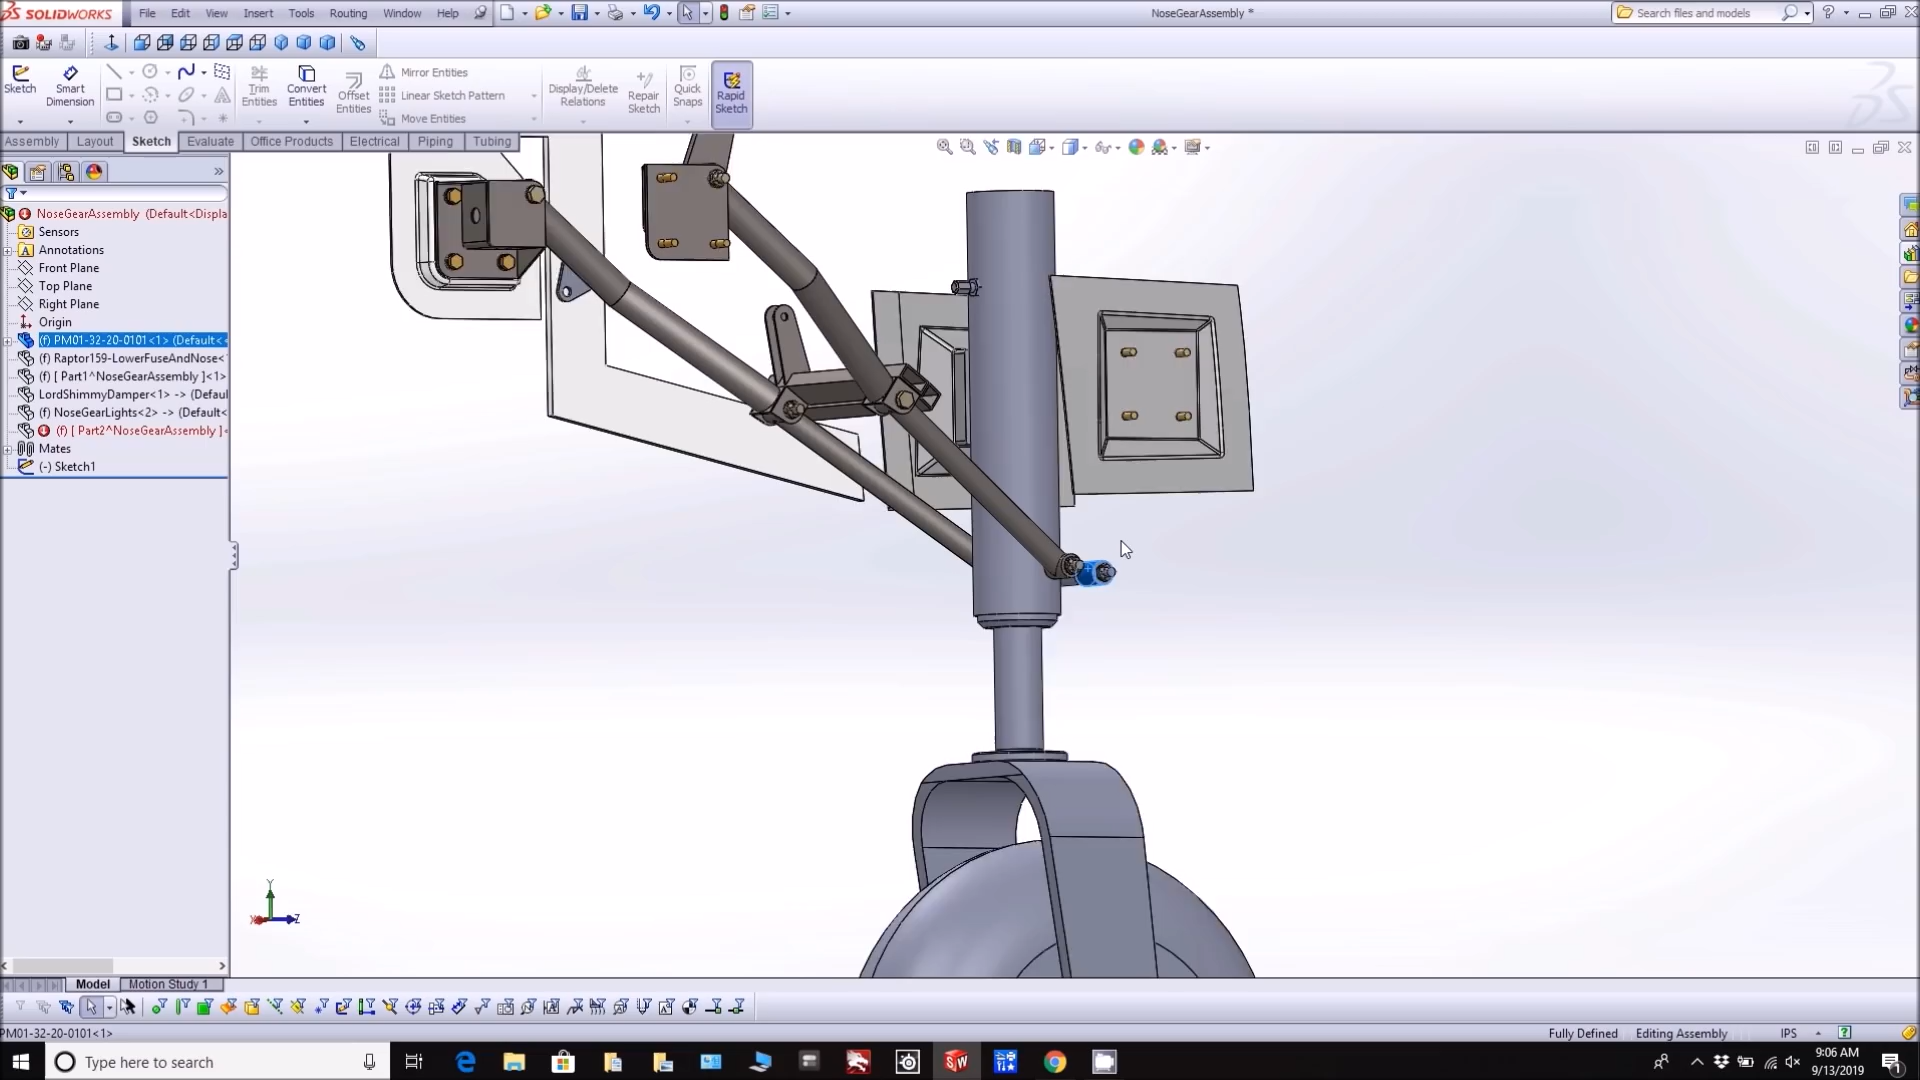 SOLIDWORKS File Edit View Insert Tools Routing Window Help NoseGearAssembly * Search files and models
Sketch Smart Dimension Trim Entities Convert Entities Offset Entities Mirror Entities Linear Sketch Pattern Move Entities Display/Delete Relations Repair Sketch Quick Snaps Rapid Sketch
Assembly Layout Sketch Evaluate Office Products Electrical Piping Tubing
NoseGearAssembly (Default<Displa
Sensors
Annotations
Front Plane
Top Plane
Right Plane
Origin
(f) PM01-32-20-0101<1> (Default<
(f) Raptor159-LowerFuseAndNose<
(f) [ Part1^NoseGearAssembly ]<1>
LordShimmyDamper<1> -> (Defaul
(f) NoseGearLights<2> -> (Default<
(f) [ Part2^NoseGearAssembly ]<
Mates
(-) Sketch1
Y
X Z
Model Motion Study 1
PM01-32-20-0101<1> Fully Defined Editing Assembly IPS
Type here to search
9:06 AM
9/13/2019
1